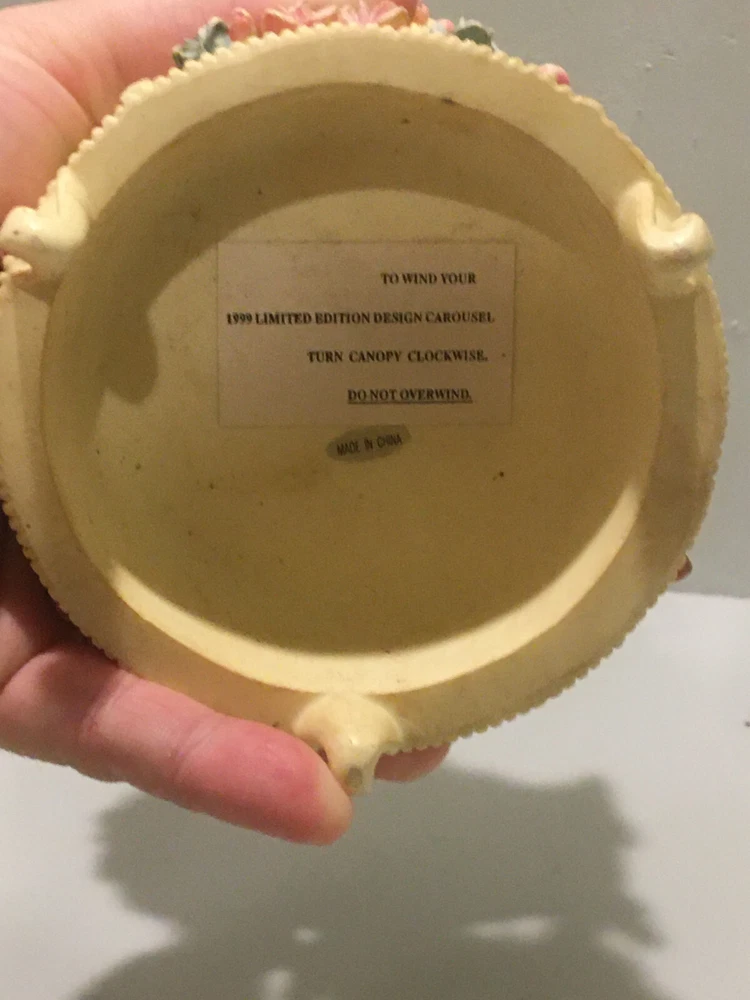 TO WIND YOUR
1999 LIMITED EDITION DESIGN CAROUSEL
TURN CANOPY CLOCKWISE.
DO NOT OVERWIND.
MADE IN CHINA